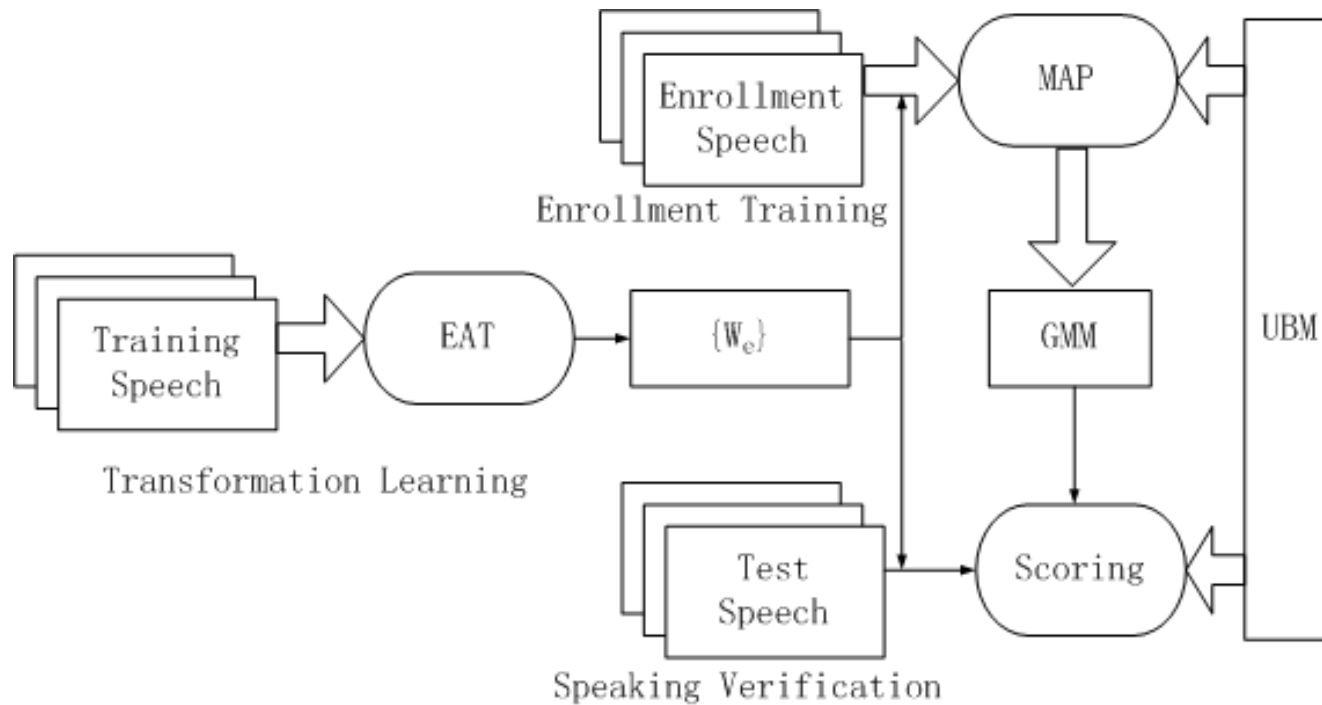 Enrollment
Speech
MAP
Enrollment Training
Training
Speech
EAT
{Wₑ}
GMM
UBM
Transformation Learning
Test
Speech
Scoring
Speaking Verification